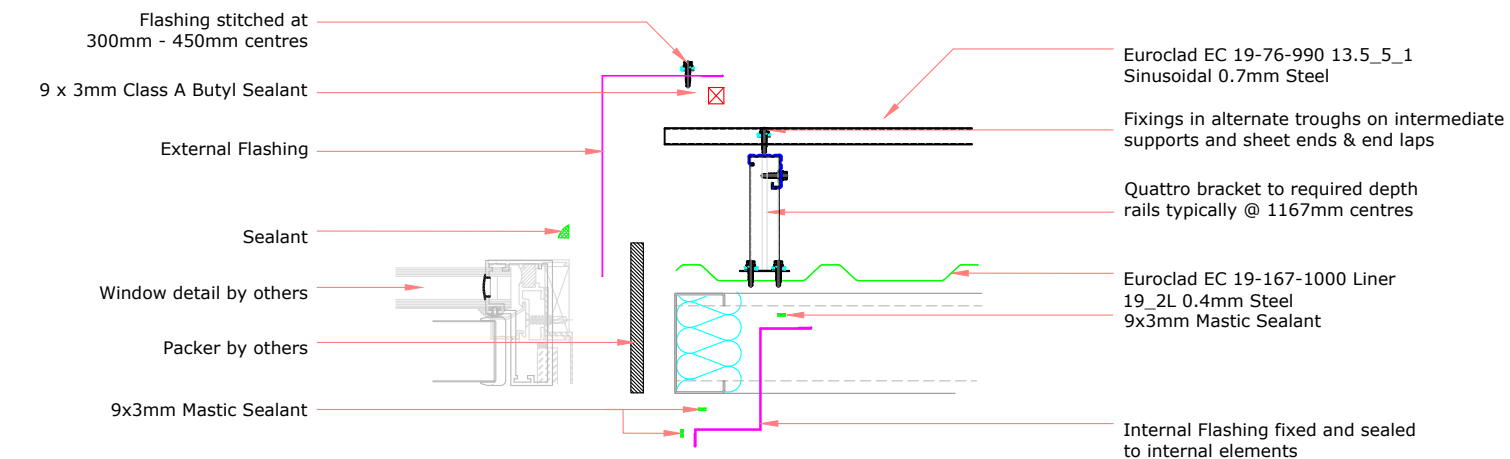 Flashing stitched at
300mm - 450mm centres
9 x 3mm Class A Butyl Sealant
External Flashing
Sealant
Window detail by others
Packer by others
9x3mm Mastic Sealant
Euroclad EC 19-76-990 13.5_5_1
Sinusoidal 0.7mm Steel
Fixings in alternate troughs on intermediate
supports and sheet ends & end laps
Quattro bracket to required depth
rails typically @ 1167mm centres
Euroclad EC 19-167-1000 Liner
19_2L 0.4mm Steel
9x3mm Mastic Sealant
Internal Flashing fixed and sealed
to internal elements